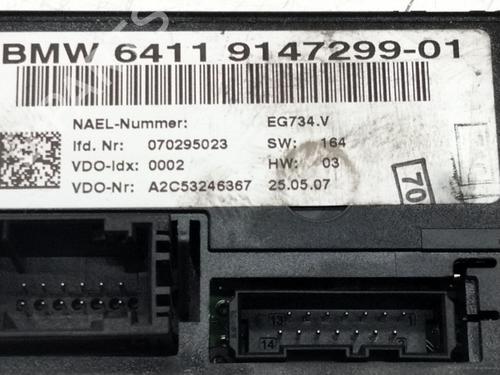 BMW 6411 9147299-01
NAEL-Nummer: EG734.V
lfd. Nr: 070295023 SW: 164
VDO-Idx: 0002 HW: 03
VDO-Nr: A2C53246367 25.05.07
70
13 1
14